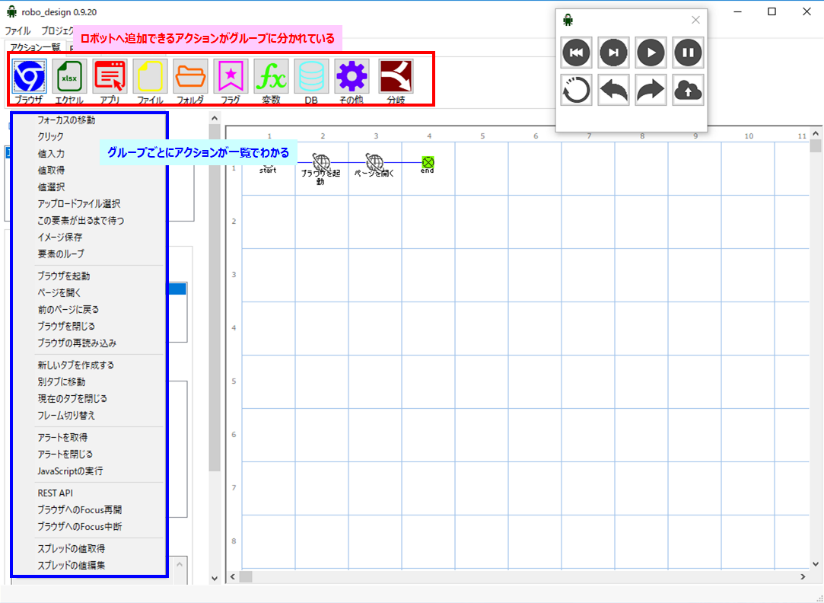 robo_design 0.9.20
ファイル プロジェク
ロボットへ追加できるアクションがグループに分かれている
アクション一覧
xlsx
fx
ブラウザ エクセル アプリ ファイル フォルダ フラグ 変数 DB その他 分岐
フォーカスの移動
クリック
値入力
値取得
値選択
アップロードファイル選択
この要素が出るまで待つ
イメージ保存
要素のループ
ブラウザを起動
ページを開く
前のページに戻る
ブラウザを閉じる
ブラウザの再読み込み
新しいタブを作成する
別タブに移動
現在のタブを閉じる
フレーム切り替え
アラートを取得
アラートを閉じる
JavaScriptの実行
REST API
ブラウザへのFocus再開
ブラウザへのFocus中断
スプレッドの値取得
スプレッドの値編集
グループごとにアクションが一覧でわかる
1 2 3 4 5 6 7 8 9 10 11
1
start
ブラウザを起
動
ページを開く
end
2
3
4
5
6
7
8